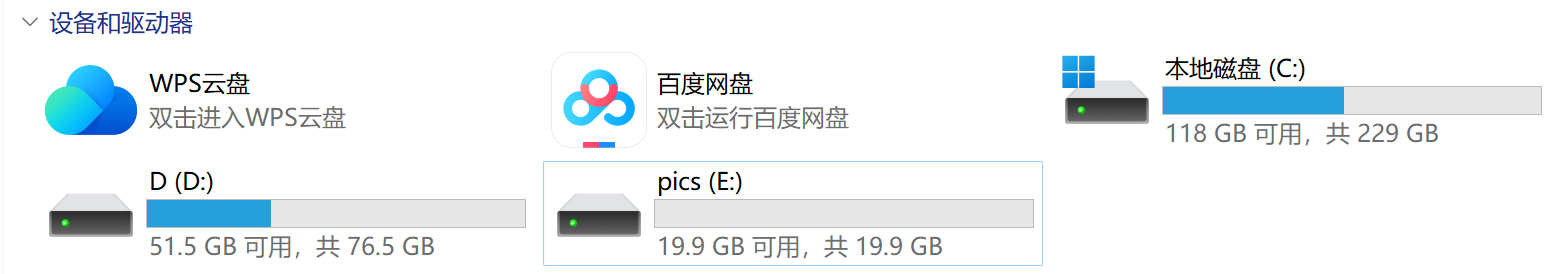 设备和驱动器
WPS云盘
双击进入WPS云盘
百度网盘
双击运行百度网盘
本地磁盘 (C:)
118 GB 可用，共 229 GB
D (D:)
51.5 GB 可用，共 76.5 GB
pics (E:)
19.9 GB 可用，共 19.9 GB